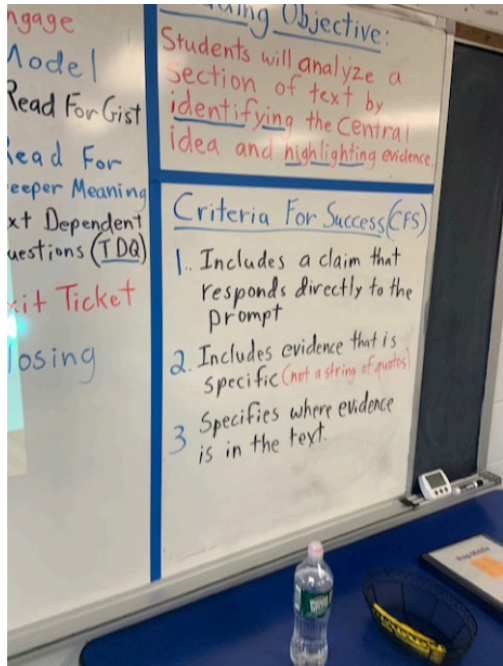 ngage
Model
Read For Gist
ead For
eeper Meaning
xt Dependent
uestions (TDQ)
xit Ticket
losing
ding Objective:
Students will analyze a
section of text by
identifying the Central
idea and highlighting evidence.
Criteria For Success (CFS)
1. Includes a claim that
responds directly to the
prompt
2. Includes evidence that is
specific (not a string of quotes)
3 Specifies where evidence
is in the text.